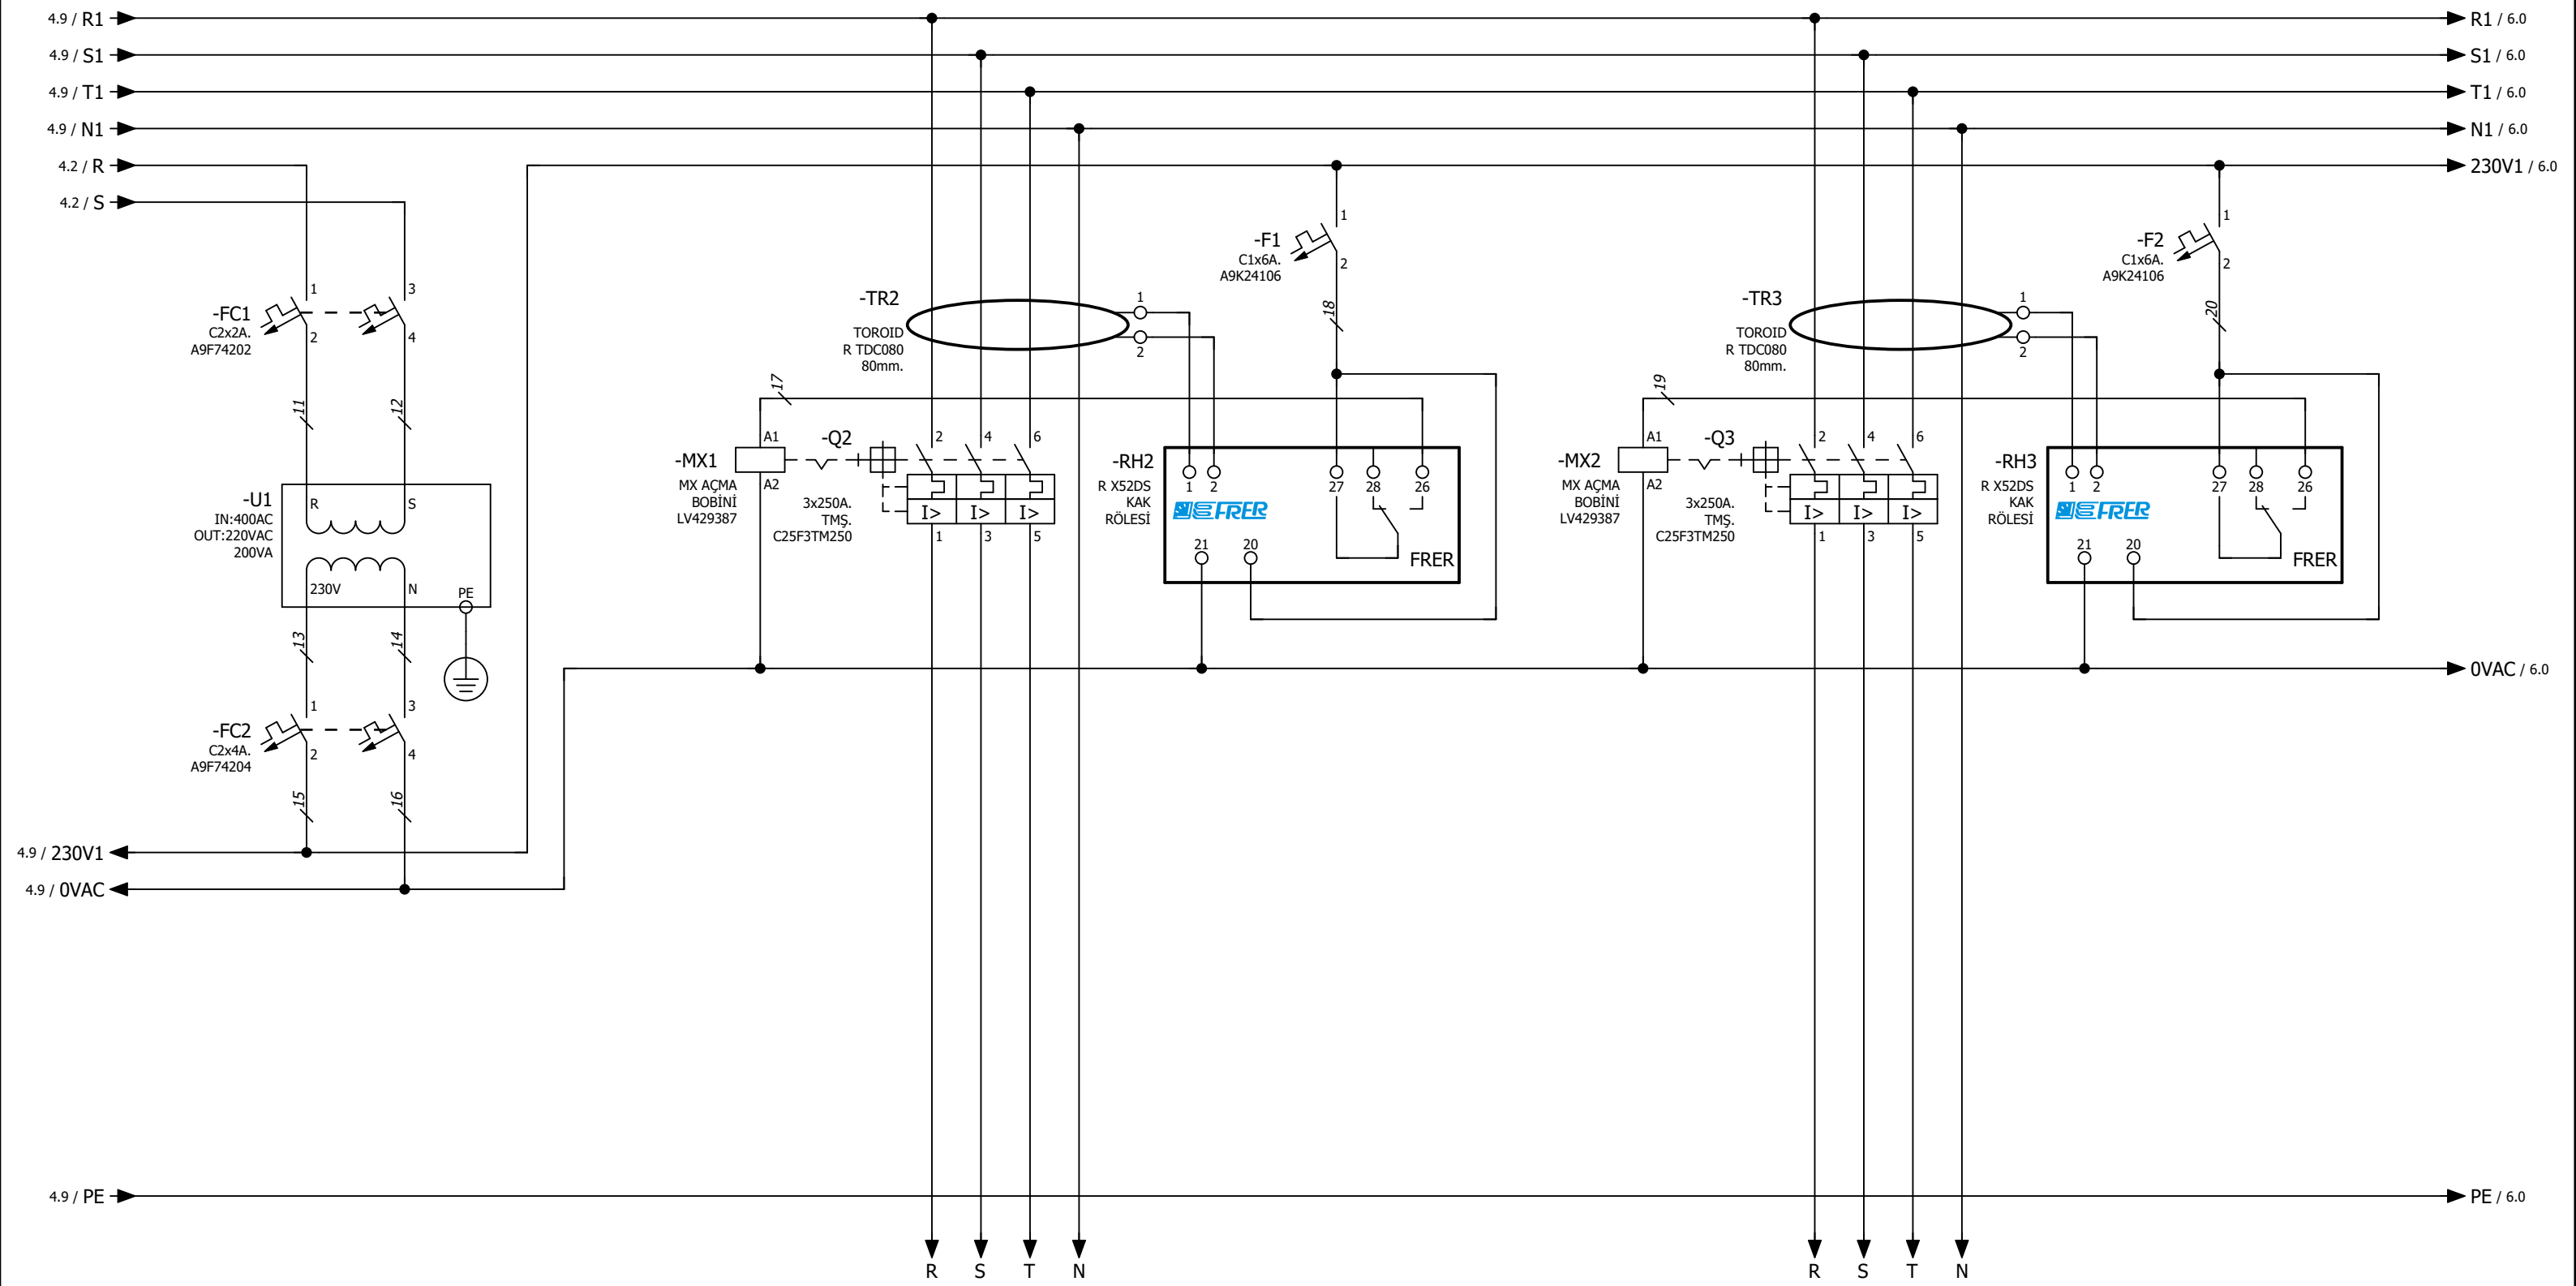 4.9 / R1
R1 / 6.0
4.9 / S1
S1 / 6.0
4.9 / T1
T1 / 6.0
4.9 / N1
N1 / 6.0
4.2 / R
230V1 / 6.0
4.2 / S
-FC1
C2x2A.
A9F74202
1
2
3
4
11
12
-U1
IN:400AC
OUT:220VAC
200VA
R
S
230V
N
PE
13
14
-FC2
C2x4A.
A9F74204
1
2
3
4
15
16
4.9 / 230V1
4.9 / 0VAC
-TR2
TOROID
R TDC080
80mm.
1
2
-F1
C1x6A.
A9K24106
1
2
18
17
-MX1
MX AÇMA
BOBİNİ
LV429387
A1
A2
-Q2
3x250A.
TMŞ.
C25F3TM250
2
4
6
I>
I>
I>
1
3
5
-RH2
R X52DS
KAK
RÖLESİ
1
2
27
28
26
FRER
21
20
FRER
-TR3
TOROID
R TDC080
80mm.
1
2
-F2
C1x6A.
A9K24106
1
2
20
19
-MX2
MX AÇMA
BOBİNİ
LV429387
A1
A2
-Q3
3x250A.
TMŞ.
C25F3TM250
2
4
6
I>
I>
I>
1
3
5
-RH3
R X52DS
KAK
RÖLESİ
1
2
27
28
26
FRER
21
20
FRER
0VAC / 6.0
4.9 / PE
PE / 6.0
R S T N
R S T N